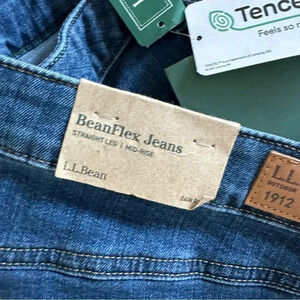 Tence
Feels so
BeanFlex Jeans
STRAIGHT LEG | MID-RISE
L.L.Bean
L.L.
OUTDOOR
1912